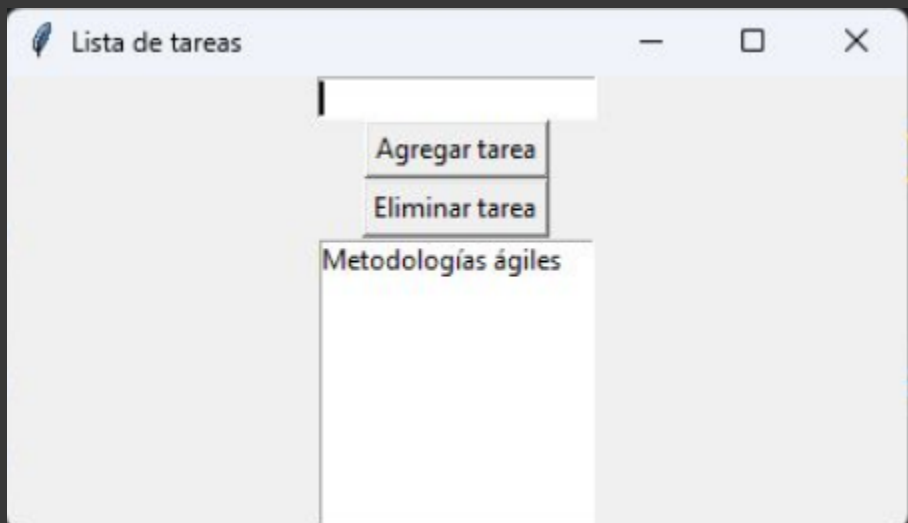 Lista de tareas
Agregar tarea
Eliminar tarea
Metodologías ágiles